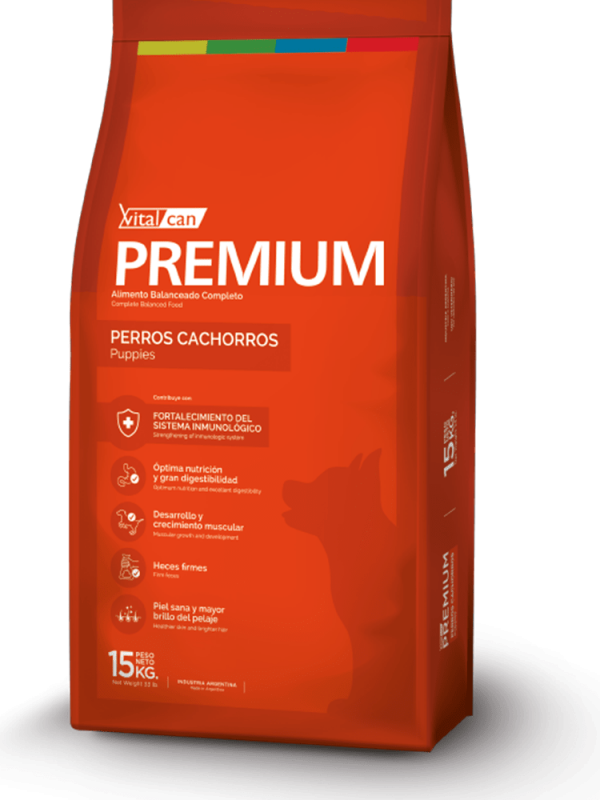 Vital can
PREMIUM
Alimento Balanceado Completo
Complete Balanced Food
PERROS CACHORROS
Puppies
Contribuye con:
FORTALECIMIENTO DEL
SISTEMA INMUNOLÓGICO
Strengthening of immunologic system
Óptima nutrición
y gran digestibilidad
Optimum nutrition and excellent digestibility
Desarrollo y
crecimiento muscular
Muscular growth and development
Heces firmes
Firm feces
Piel sana y mayor
brillo del pelaje
Healthier skin and brighter hair
15 PESO NETO KG.
Net Weight 33 lb
INDUSTRIA ARGENTINA
Made in Argentina
15 PESO NETO KG.
PREMIUM
PERROS CACHORROS